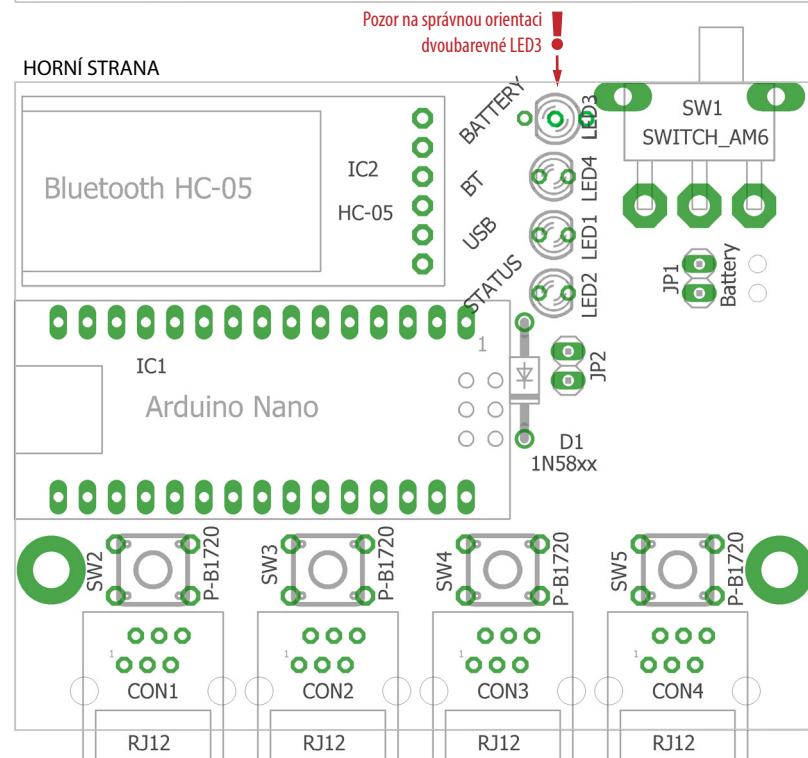 Pozor na správnou orientaci
dvoubarevné LED3
HORNÍ STRANA
BATTERY
LED3
SW1
SWITCH_AM6
Bluetooth HC-05
IC2
HC-05
BT
LED4
USB
LED1
STATUS
LED2
JP1
Battery
1
IC1
Arduino Nano
JP2
D1
1N58xx
SW2
P-B1720
SW3
P-B1720
SW4
P-B1720
SW5
P-B1720
1
CON1
1
CON2
1
CON3
1
CON4
RJ12
RJ12
RJ12
RJ12